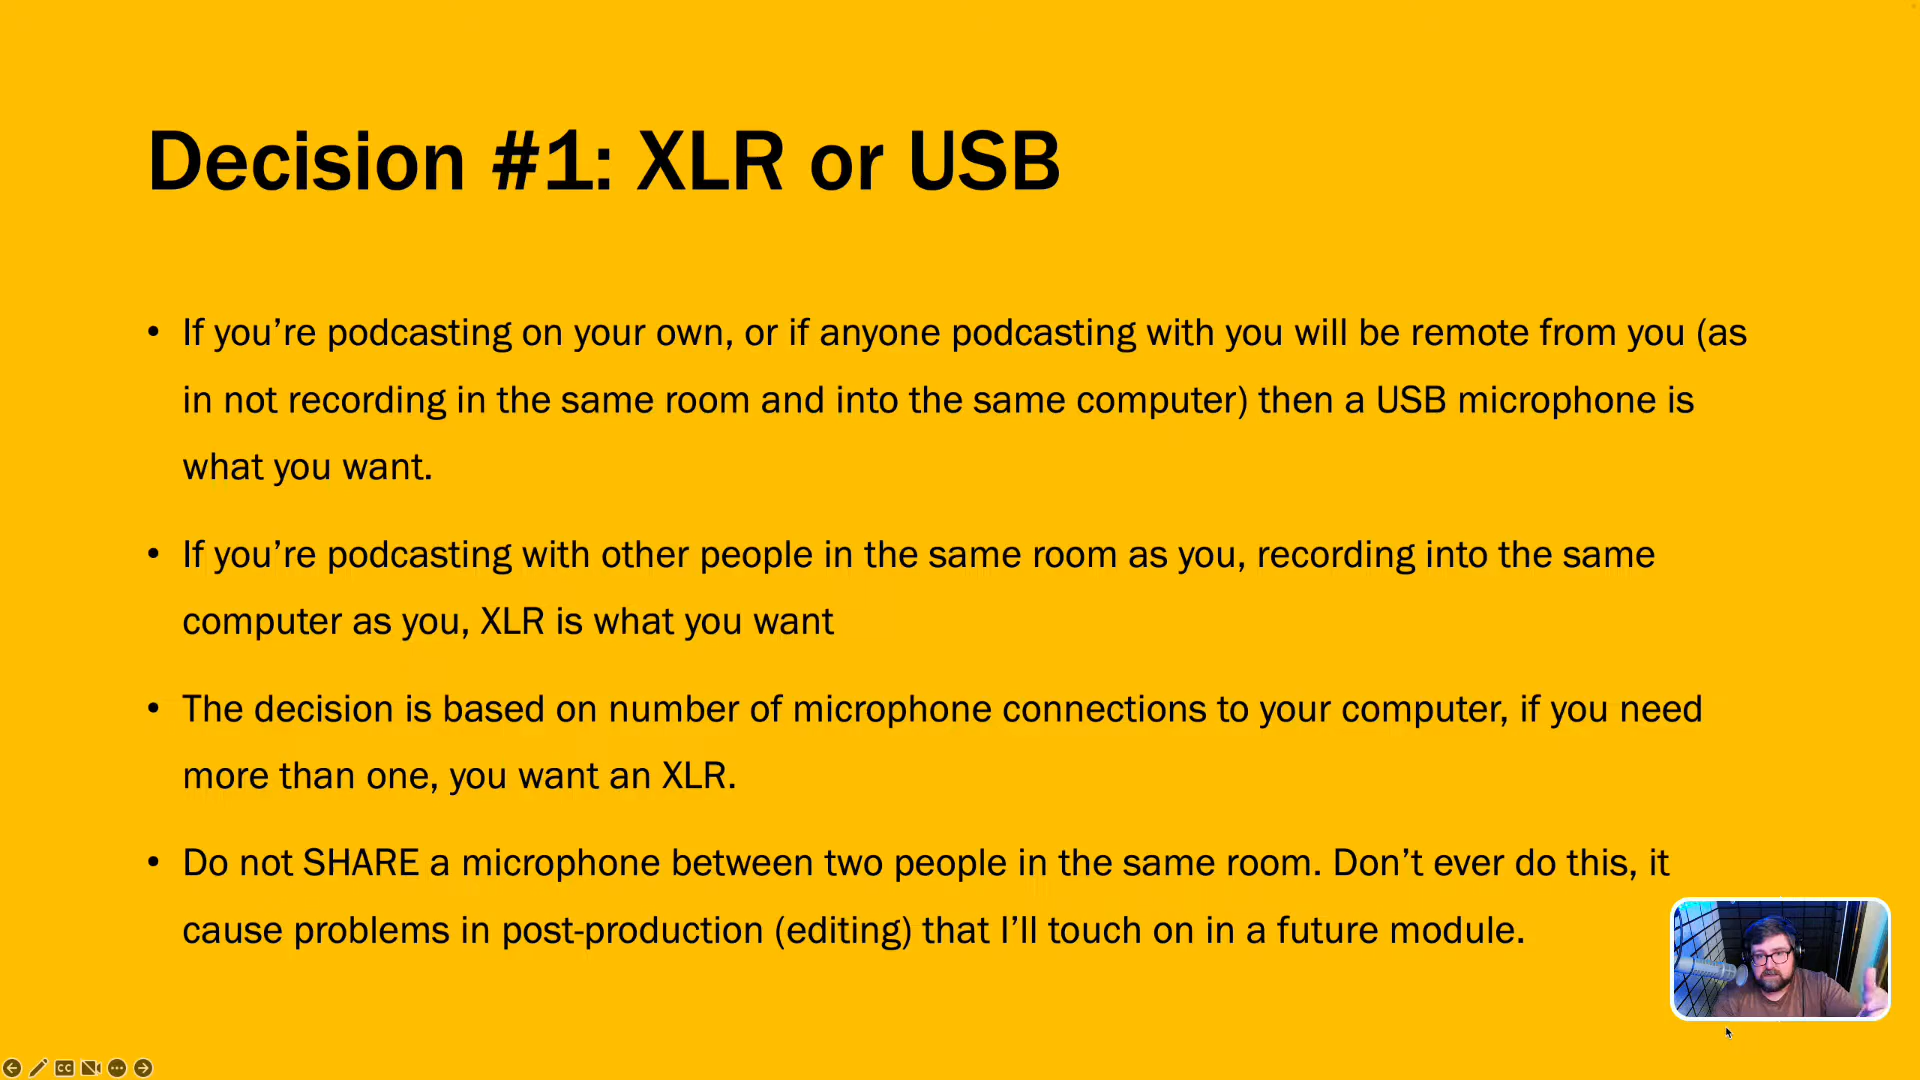 Decision #1: XLR or USB
• If you’re podcasting on your own, or if anyone podcasting with you will be remote from you (as
in not recording in the same room and into the same computer) then a USB microphone is
what you want.
• If you’re podcasting with other people in the same room as you, recording into the same
computer as you, XLR is what you want
• The decision is based on number of microphone connections to your computer, if you need
more than one, you want an XLR.
• Do not SHARE a microphone between two people in the same room. Don’t ever do this, it
cause problems in post-production (editing) that I’ll touch on in a future module.
CC